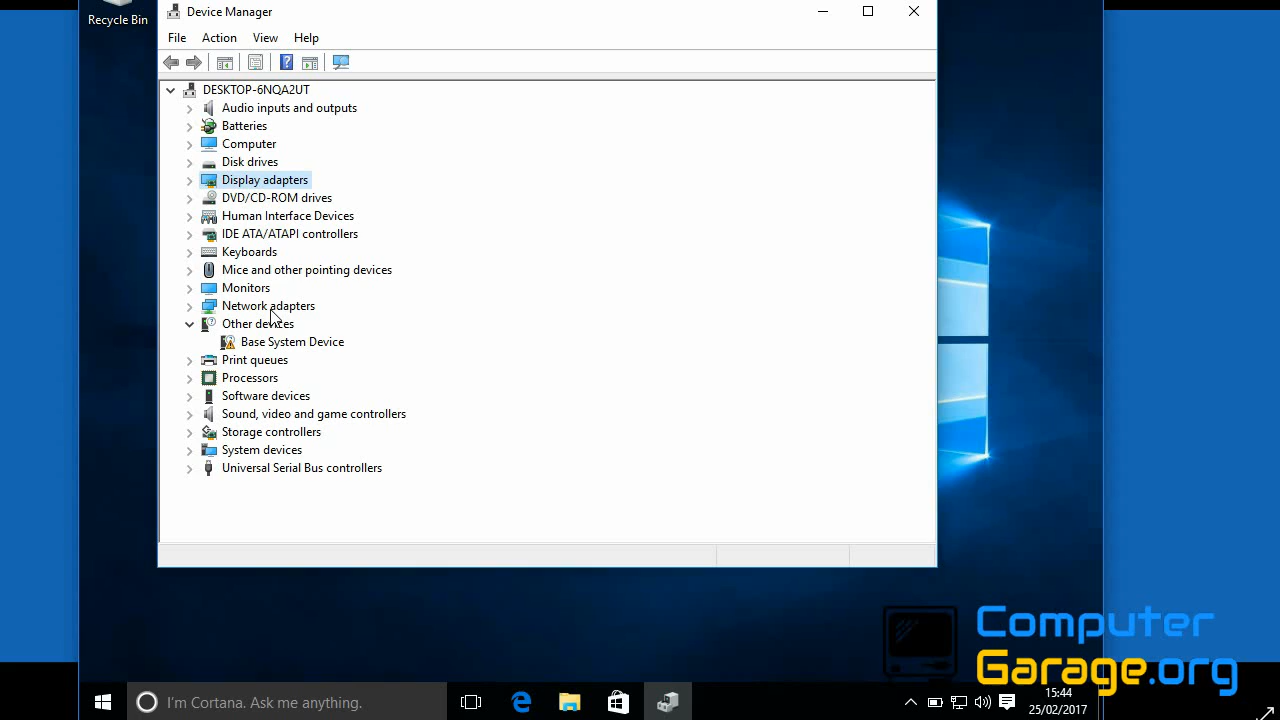 Recycle Bin
Device Manager
File Action View Help
DESKTOP-6NQA2UT
Audio inputs and outputs
Batteries
Computer
Disk drives
Display adapters
DVD/CD-ROM drives
Human Interface Devices
IDE ATA/ATAPI controllers
Keyboards
Mice and other pointing devices
Monitors
Network adapters
Other devices
Base System Device
Print queues
Processors
Software devices
Sound, video and game controllers
Storage controllers
System devices
Universal Serial Bus controllers
Computer
Garage.org
I'm Cortana. Ask me anything.
15:44
25/02/2017